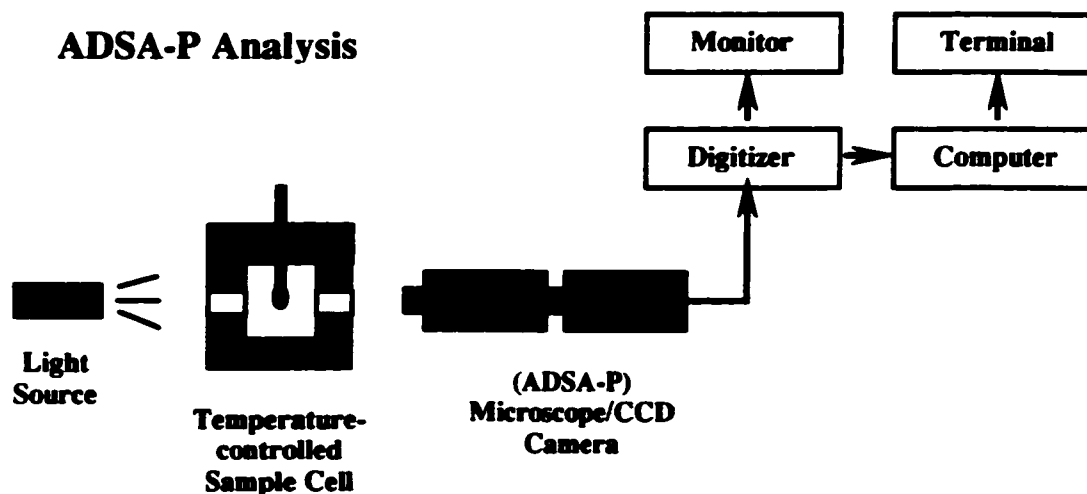 ADSA-P Analysis
Monitor
Terminal
Digitizer
Computer
Light
Source
Temperature-
controlled
Sample Cell
(ADSA-P)
Microscope/CCD
Camera